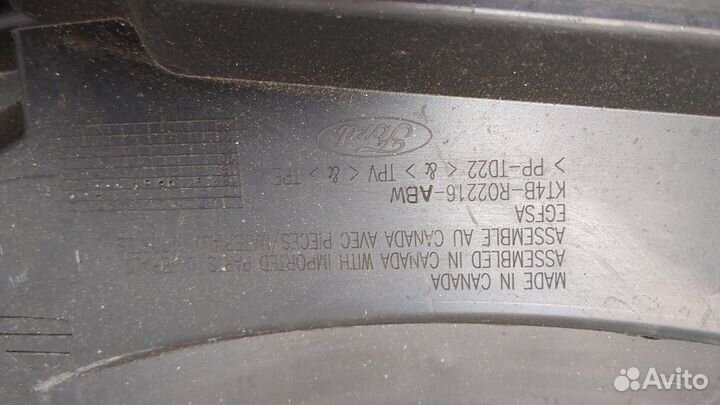 Ford
> PP-TD22 < & > TPV < & > TPE
KT4B-R02216-ABW
EGFSA
ASSEMBLE AU CANADA AVEC PIECES/
ASSEMBLED IN CANADA WITH IMPORTED
MADE IN CANADA
Avito